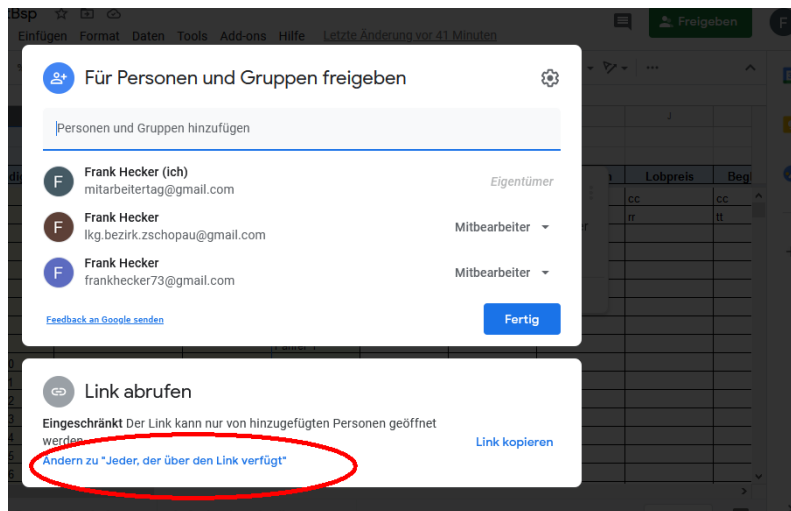 Bsp
Einfügen Format Daten Tools Add-ons Hilfe Letzte Änderung vor 41 Minuten
Freigeben
F
Für Personen und Gruppen freigeben
Personen und Gruppen hinzufügen
J
Lobpreis Begl
F
Frank Hecker (ich)
mitarbeitertag@gmail.com
Eigentümer
cc cc
rr tt
F
Frank Hecker
lkg.bezirk.zschopau@gmail.com
Mitbearbeiter
F
Frank Hecker
frankhecker73@gmail.com
Mitbearbeiter
Feedback an Google senden
Fertig
Link abrufen
Eingeschränkt Der Link kann nur von hinzugefügten Personen geöffnet
werden
Link kopieren
Ändern zu "Jeder, der über den Link verfügt"